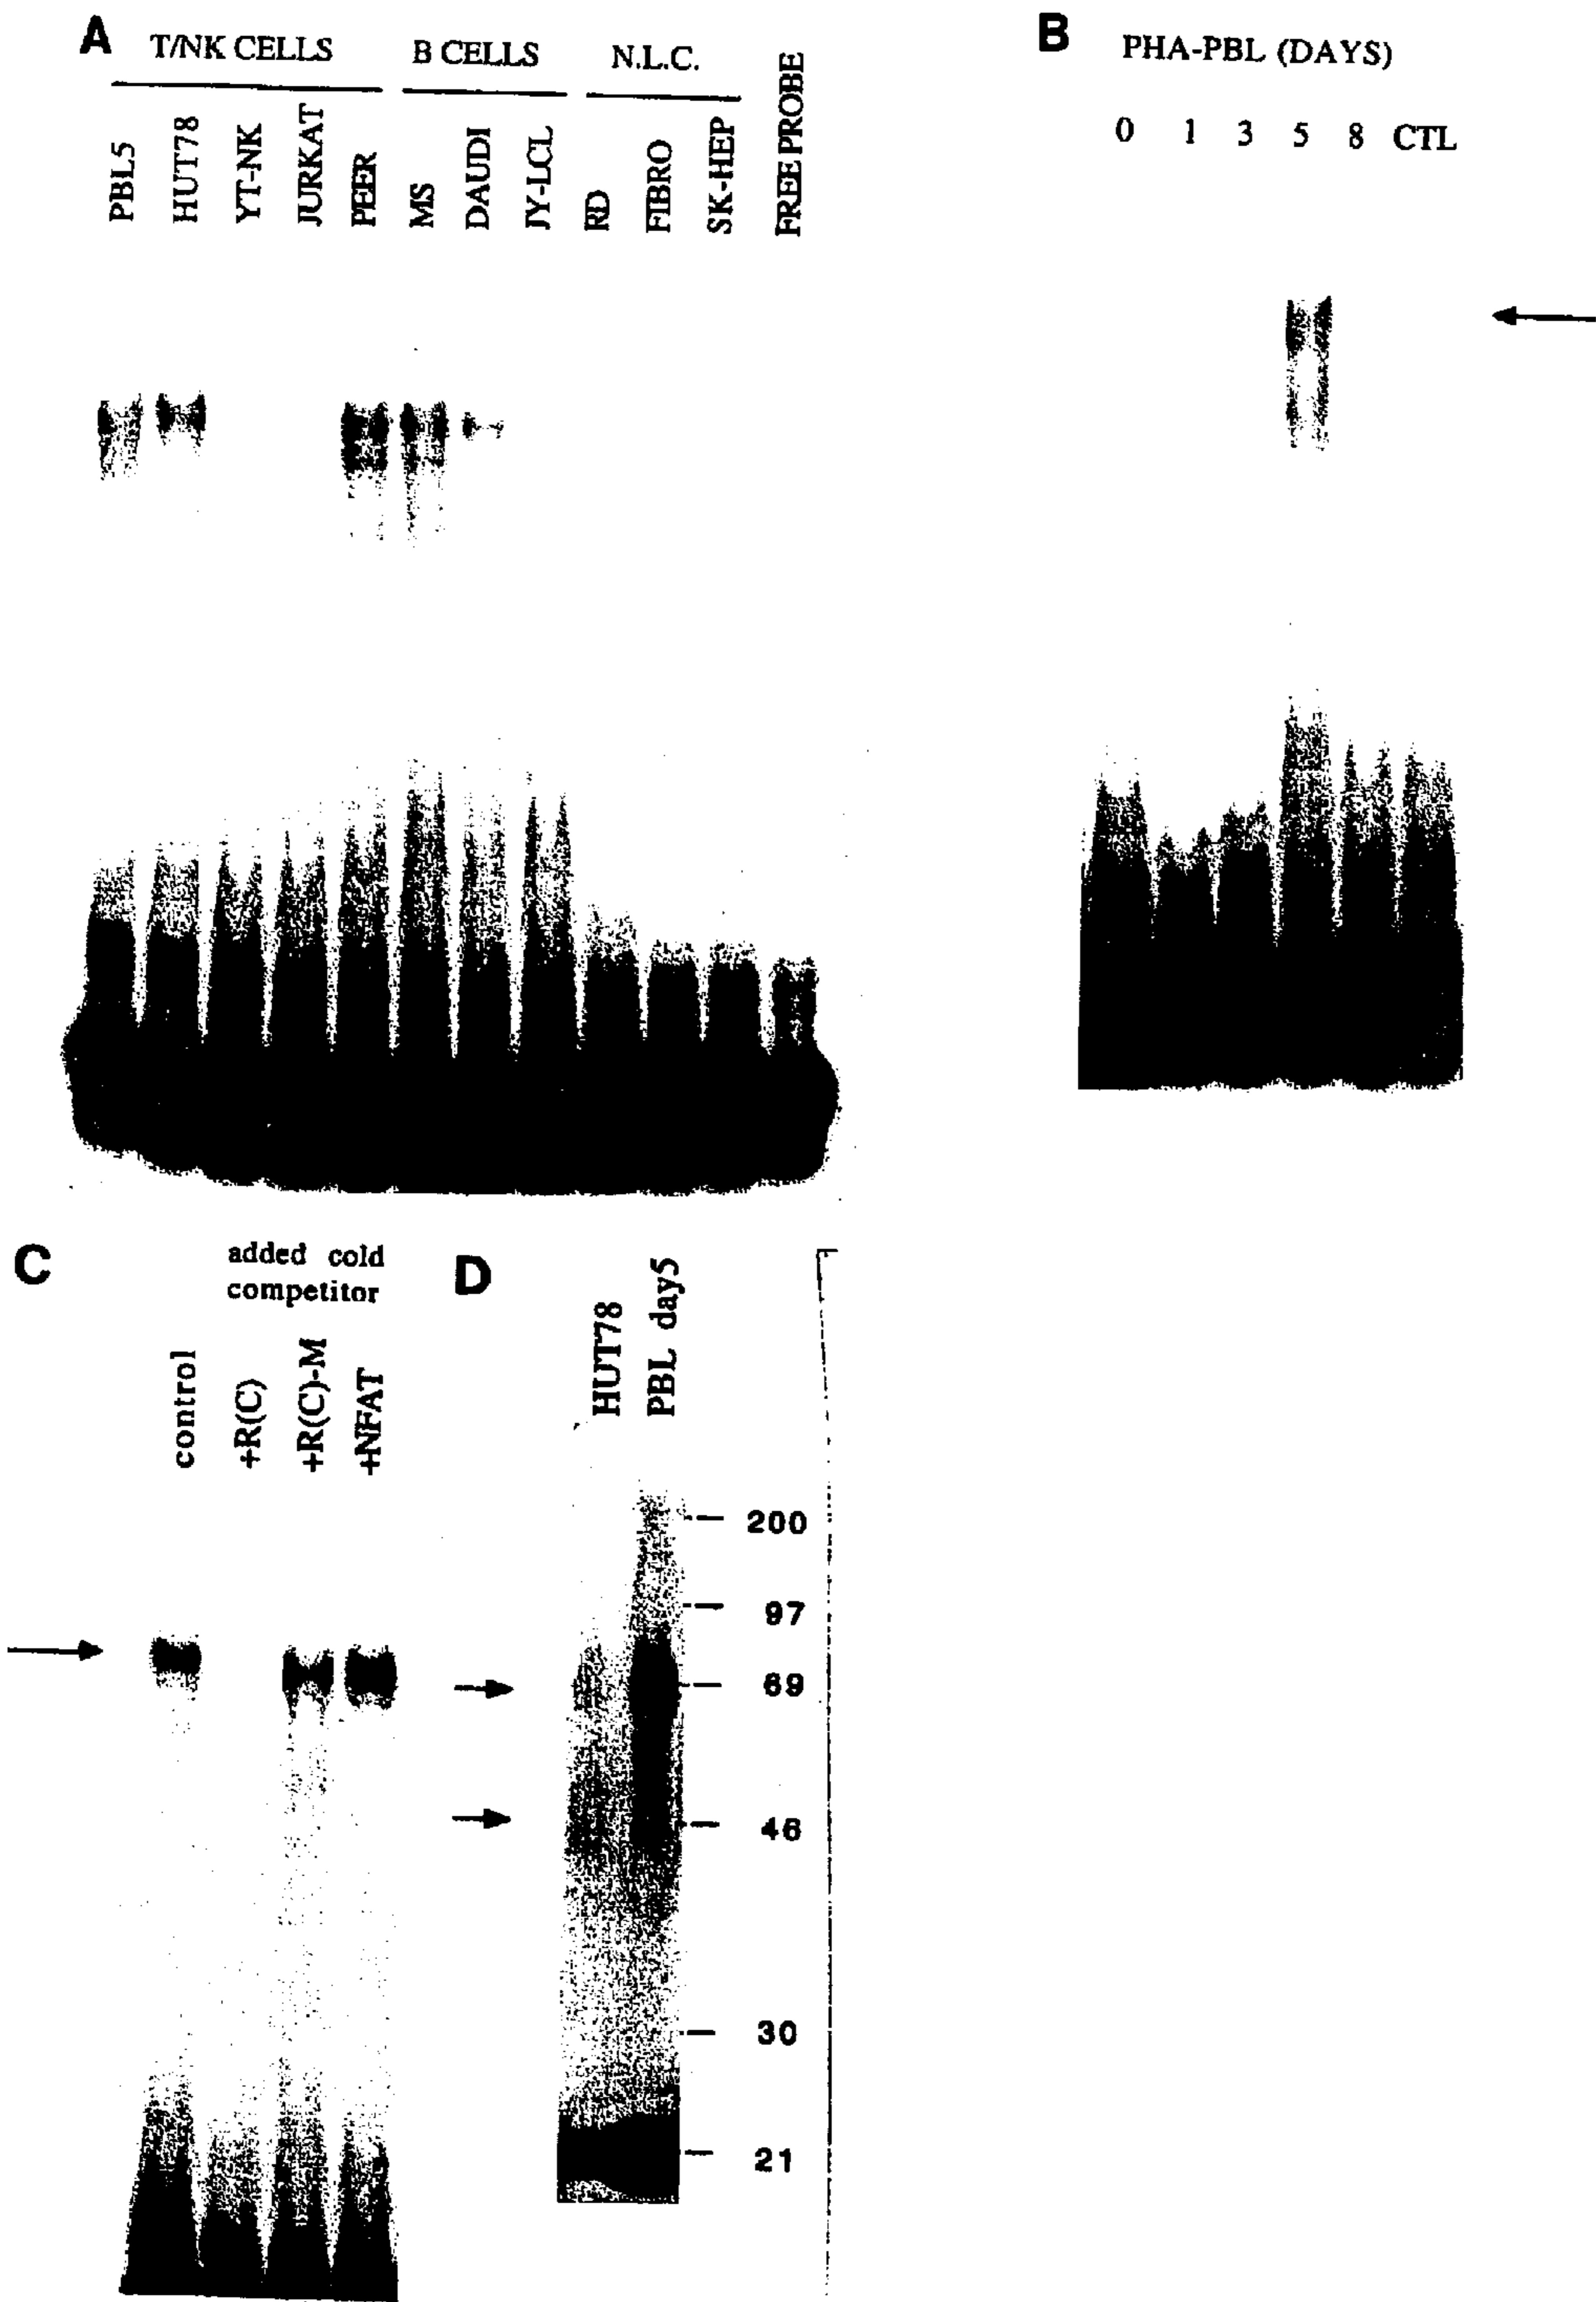 A
T/NK CELLS
B CELLS
N.L.C.
PBL5
HUT78
YT-NK
JURKAT
PEER
MS
DAUDI
JY-LCL
RD
FIBRO
SK-HEP
FREE PROBE
B
PHA-PBL (DAYS)
0 1 3 5 8 CTL
C
added cold
competitor
control
+R(C)
+R(C)-M
+NFAT
D
HUT78
PBL day5
200
97
69
46
30
21